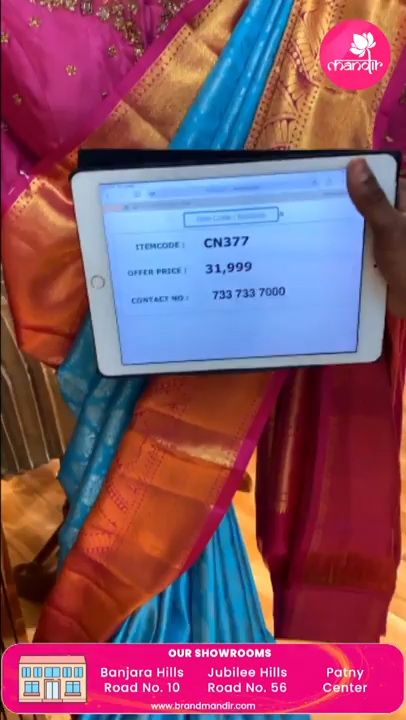 mandir
ITEMCODE : CN377
OFFER PRICE : 31,999
CONTACT NO : 733 733 7000
OUR SHOWROOMS
Banjara Hills Road No. 10
Jubilee Hills Road No. 56
Patny Center
www.brandmandir.com